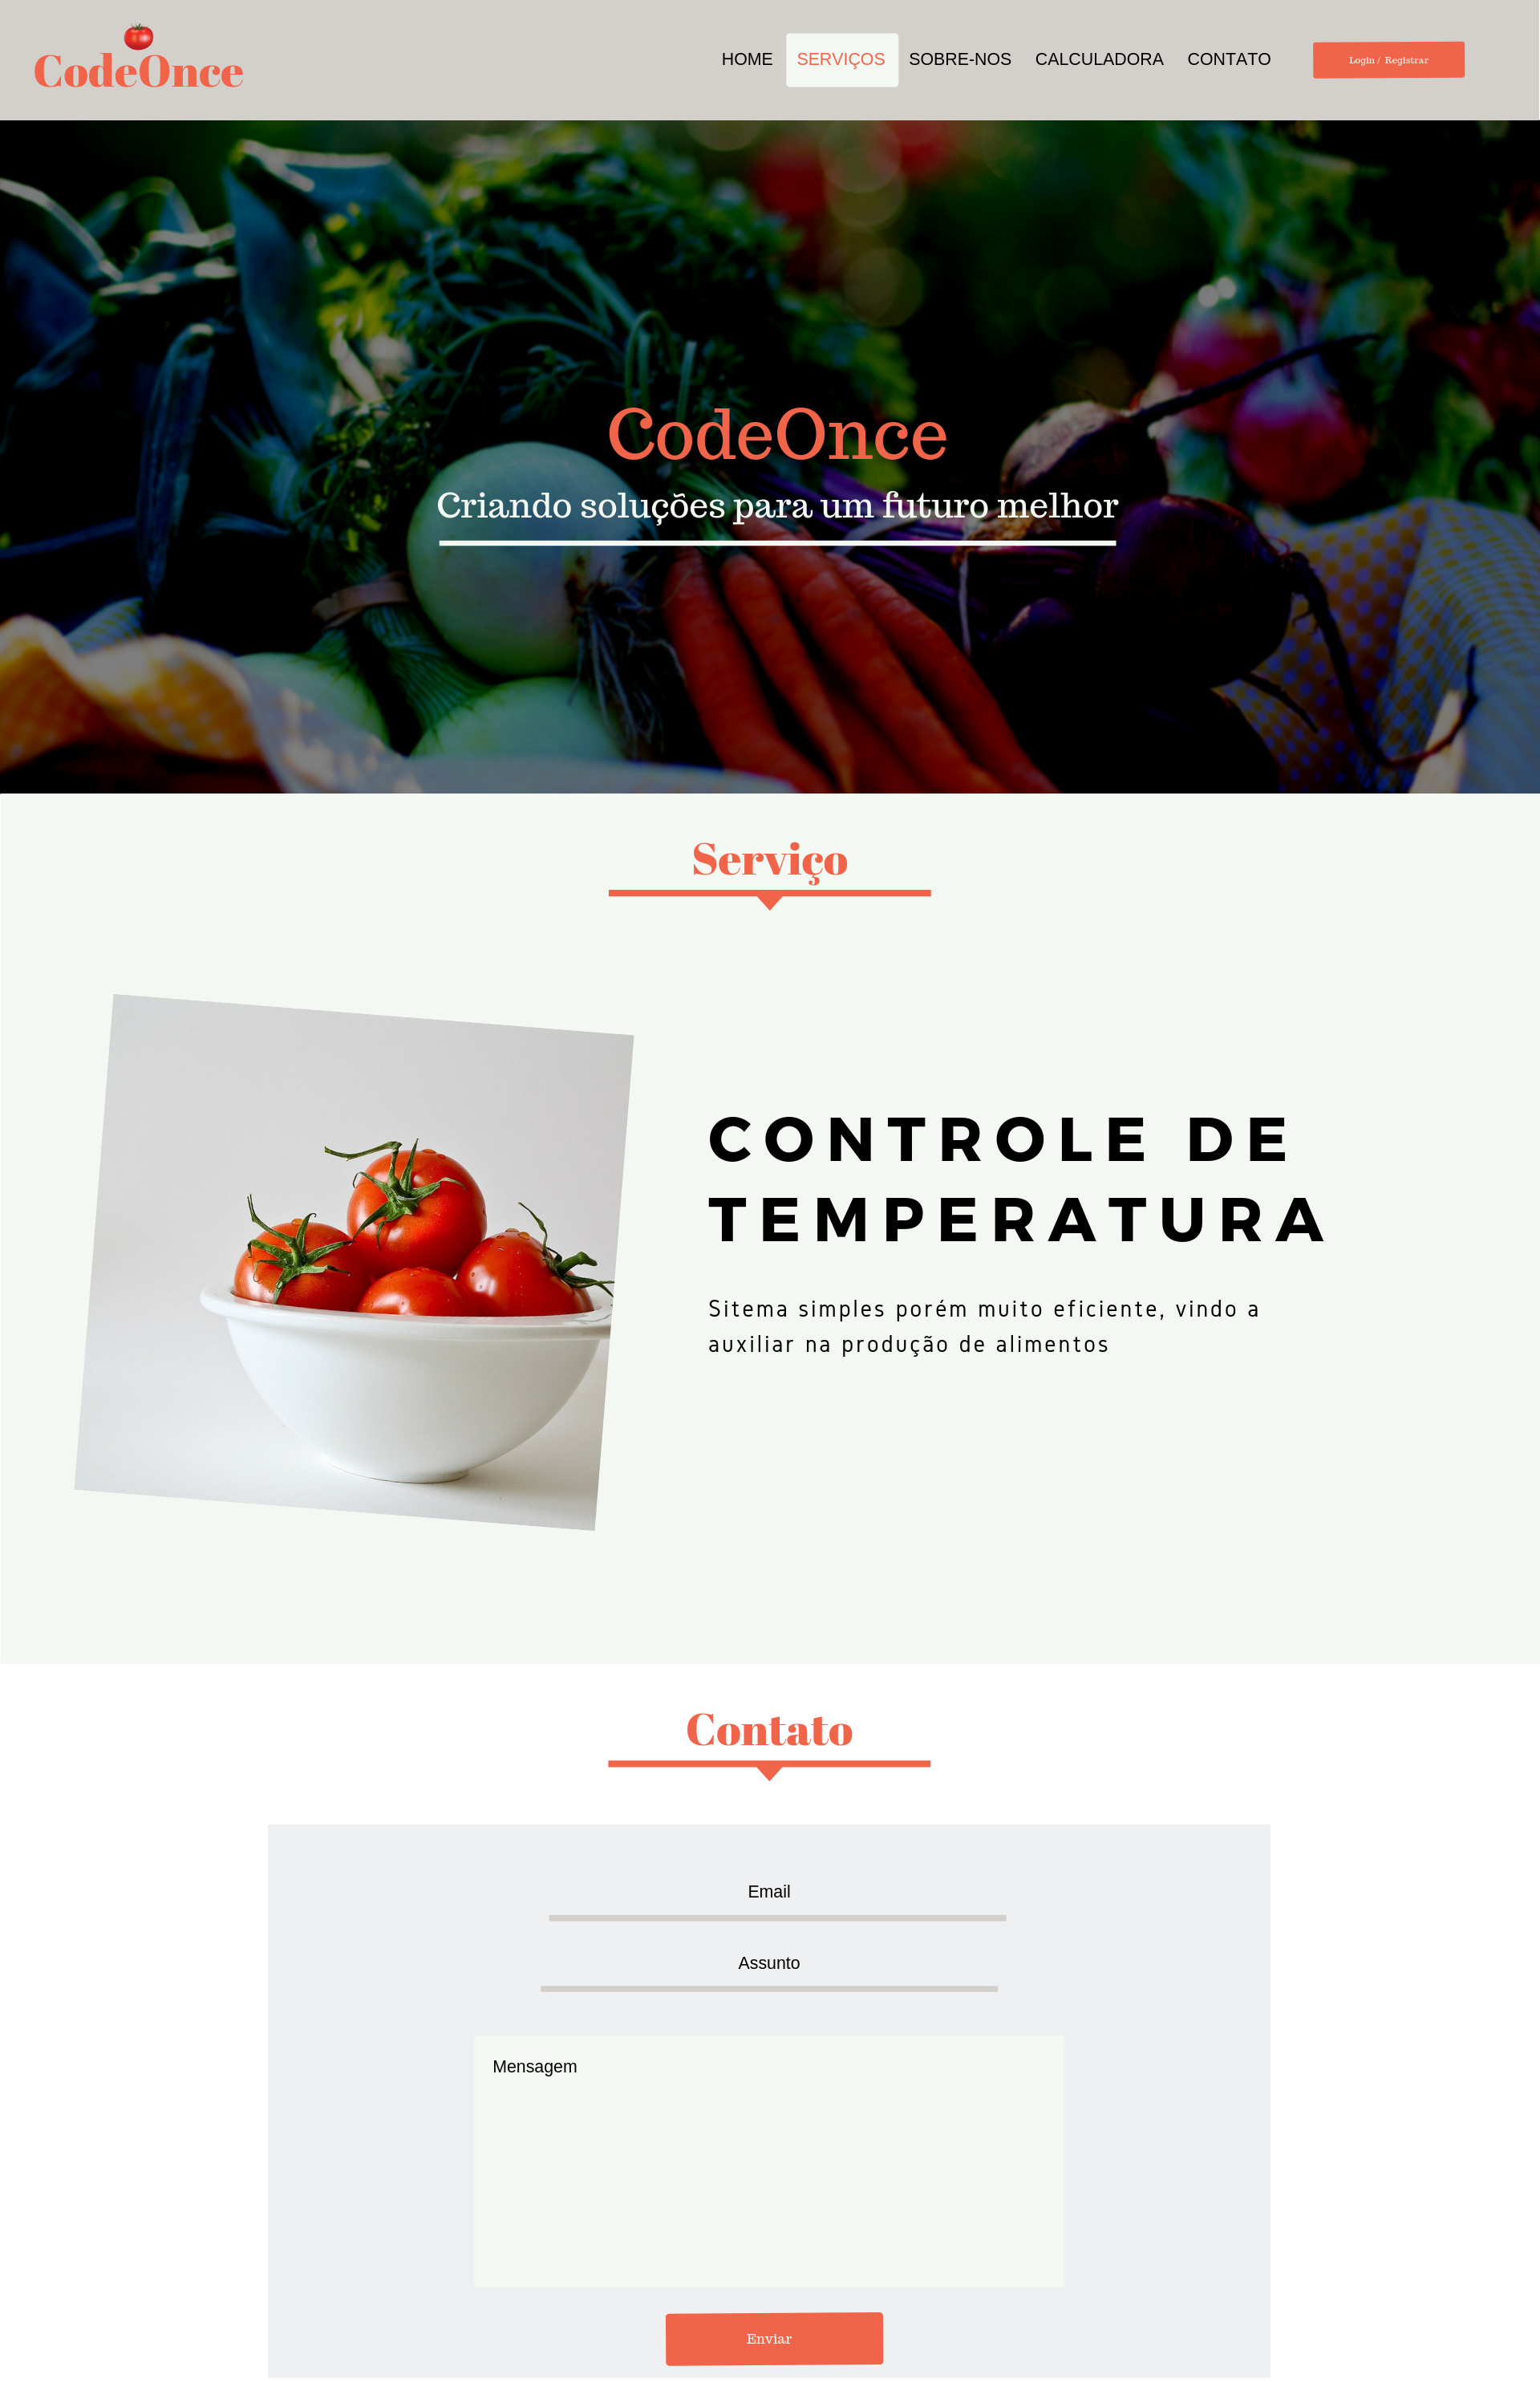 CodeOnce
HOME SERVIÇOS SOBRE-NOS CALCULADORA CONTATO Login / Registrar
CodeOnce
Criando soluções para um futuro melhor
Serviço
CONTROLE DE
TEMPERATURA
Sitema simples porém muito eficiente, vindo a
auxiliar na produção de alimentos
Contato
Email
Assunto
Mensagem
Enviar